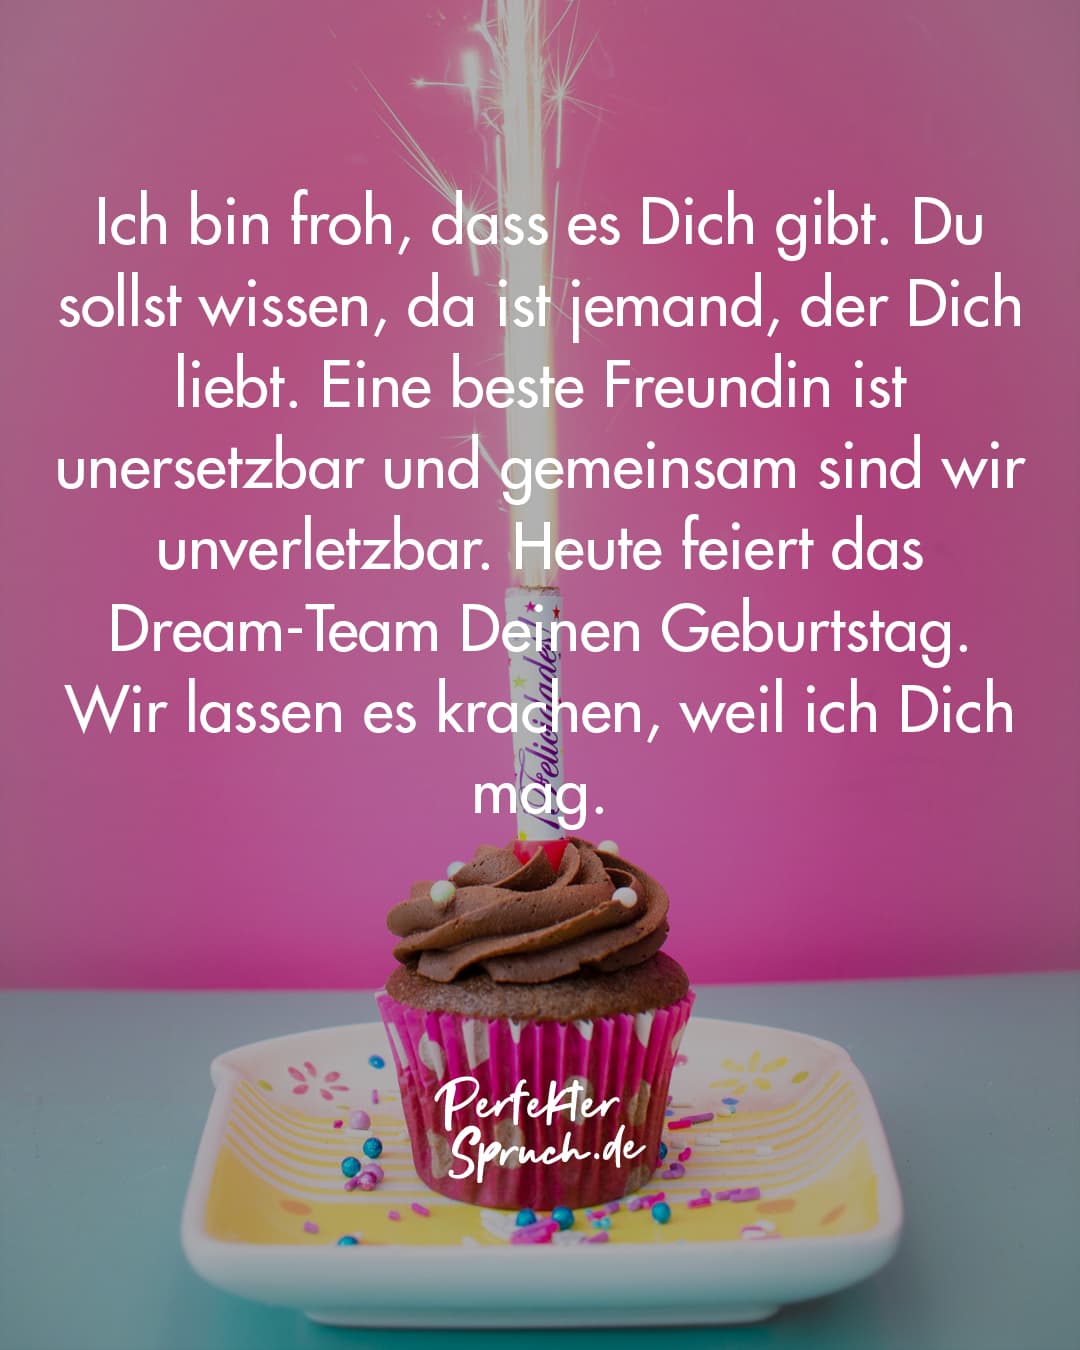 Ich bin froh, dass es Dich gibt. Du
sollst wissen, da ist jemand, der Dich
liebt. Eine beste Freundin ist
unersetzbar und gemeinsam sind wir
unverletzbar. Heute feiert das
Dream-Team Deinen Geburtstag.
Wir lassen es krachen, weil ich Dich
mag.
Felicidades!
Perfekter
Spruch.de